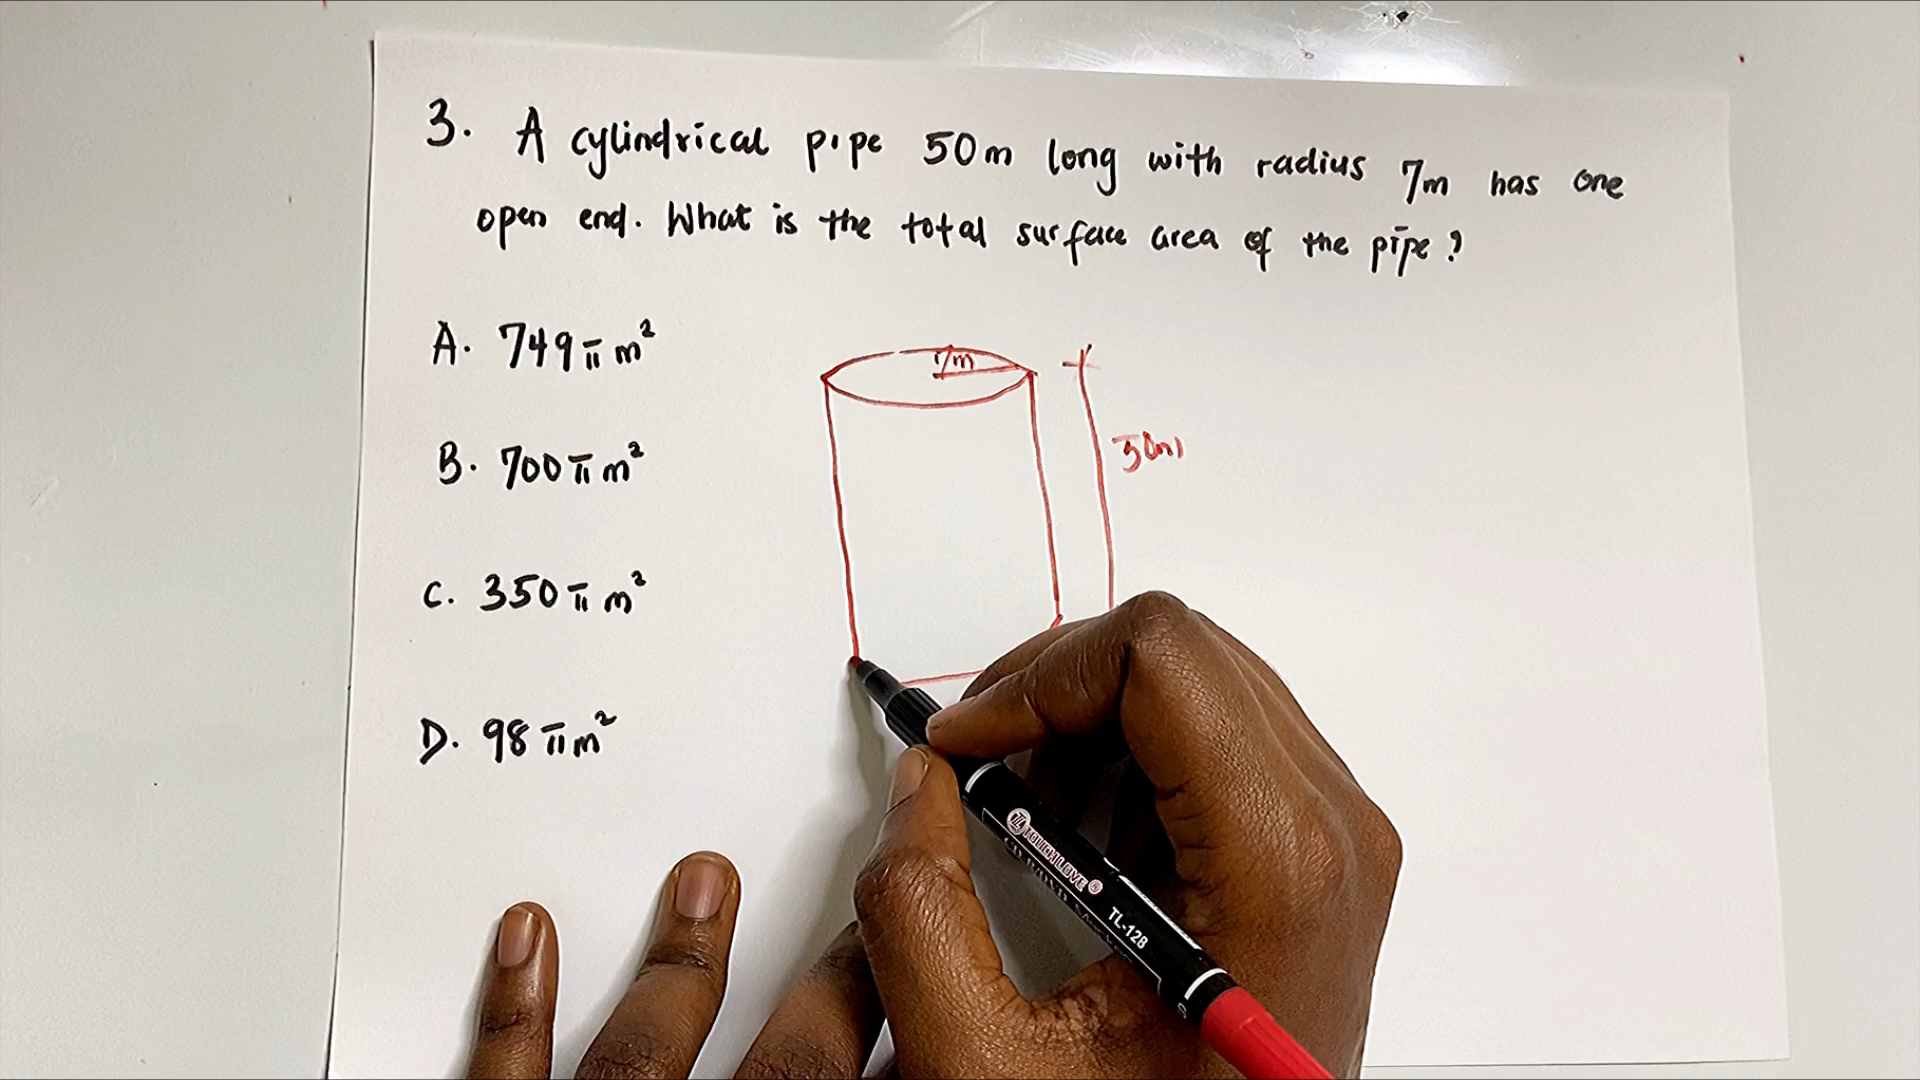 3. A cylindrical pipe 50m long with radius 7m has one
open end. What is the total surface area of the pipe?
A. 749π m²
B. 700π m²
C. 350π m²
D. 98π m²
7m
50m
TOUCH LOVE®
TL-128